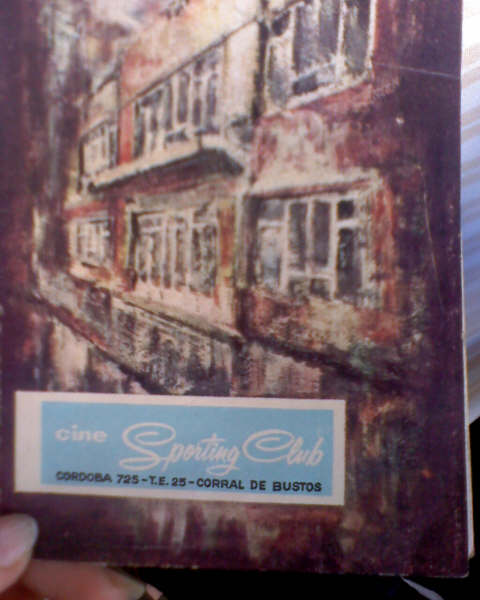 cine Sporting Club
CORDOBA 725 - T.E. 25 - CORRAL DE BUSTOS